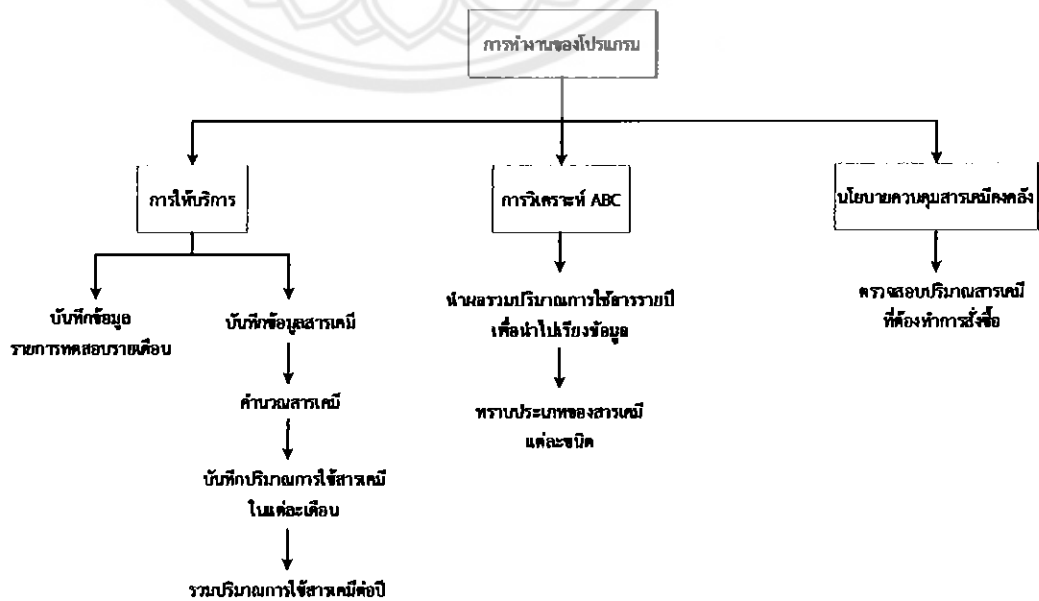 การทำงานของโปรแกรม
การให้บริการ
การวิเคราะห์ ABC
นโยบายควบคุมสารเคมีคงคลัง
บันทึกข้อมูล
รายการทดสอบรายเดือน
บันทึกข้อมูลสารเคมี
คำนวณสารเคมี
บันทึกปริมาณการใช้สารเคมี
ในแต่ละเดือน
รวมปริมาณการใช้สารเคมีต่อปี
นำผลรวมปริมาณการใช้สารรายปี
เพื่อนำไปเรียงข้อมูล
ทราบประเภทของสารเคมี
แต่ละชนิด
ตรวจสอบปริมาณสารเคมี
ที่ต้องทำการสั่งซื้อ